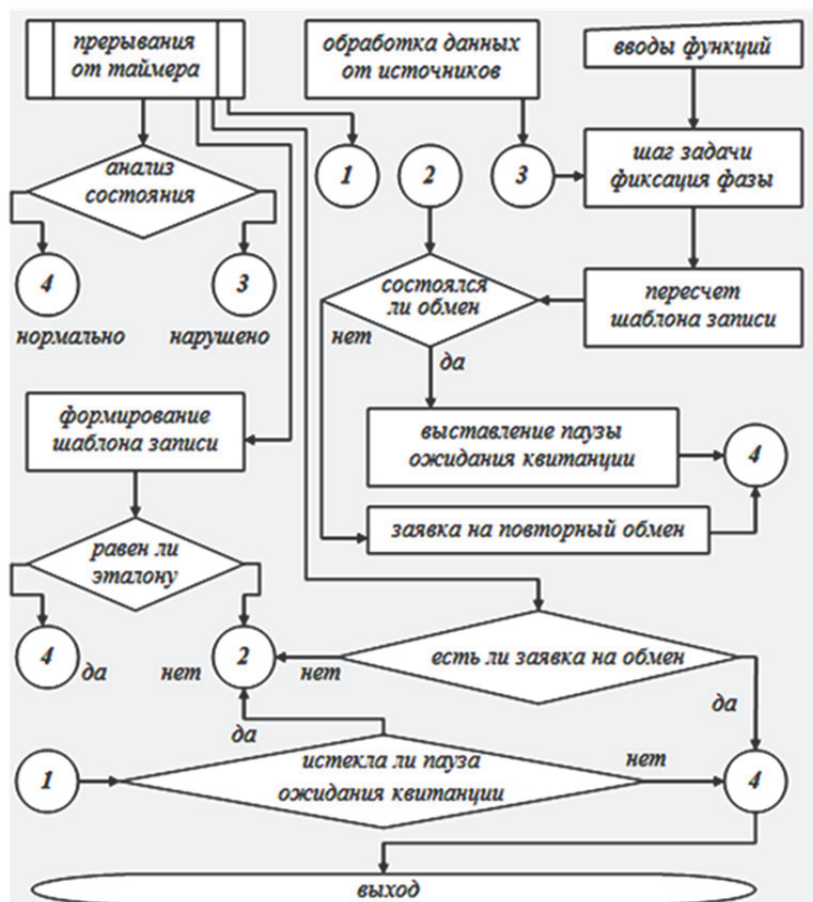 прерывания
от таймера
обработка данных
от источников
вводы функций
анализ
состояния
1
2
3
шаг задачи
фиксация фазы
4
3
нормально
нарушено
состоялся
ли обмен
пересчет
шаблона записи
нет
да
формирование
шаблона записи
выставление паузы
ожидания квитанции
4
заявка на повторный обмен
равен ли
эталону
4
да
нет
2
нет
есть ли заявка на обмен
да
да
1
истекла ли пауза
ожидания квитанции
нет
4
выход